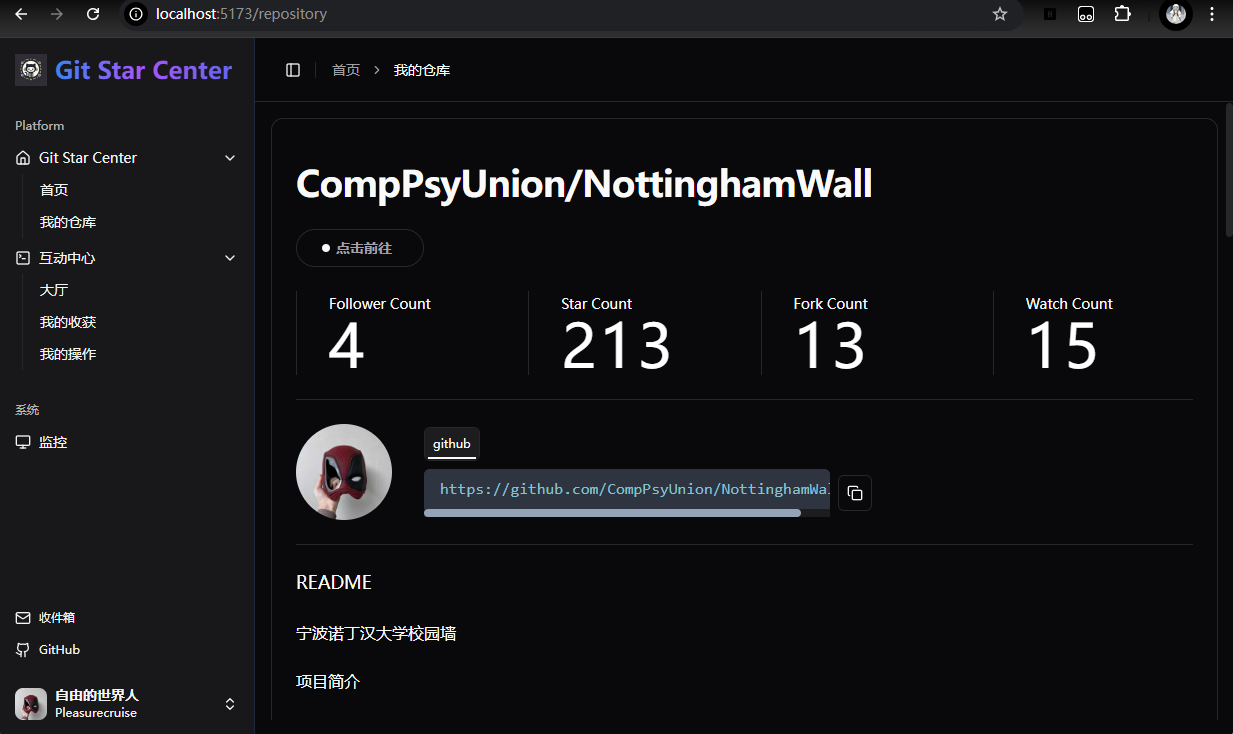 localhost:5173/repository
Git Star Center
首页 > 我的仓库
Platform
Git Star Center
首页
我的仓库
互动中心
大厅
我的收获
我的操作
系统
监控
收件箱
GitHub
自由的世界人
Pleasurecruise
CompPsyUnion/NottinghamWall
点击前往
Follower Count
4
Star Count
213
Fork Count
13
Watch Count
15
github
https://github.com/CompPsyUnion/NottinghamWal
README
宁波诺丁汉大学校园墙
项目简介